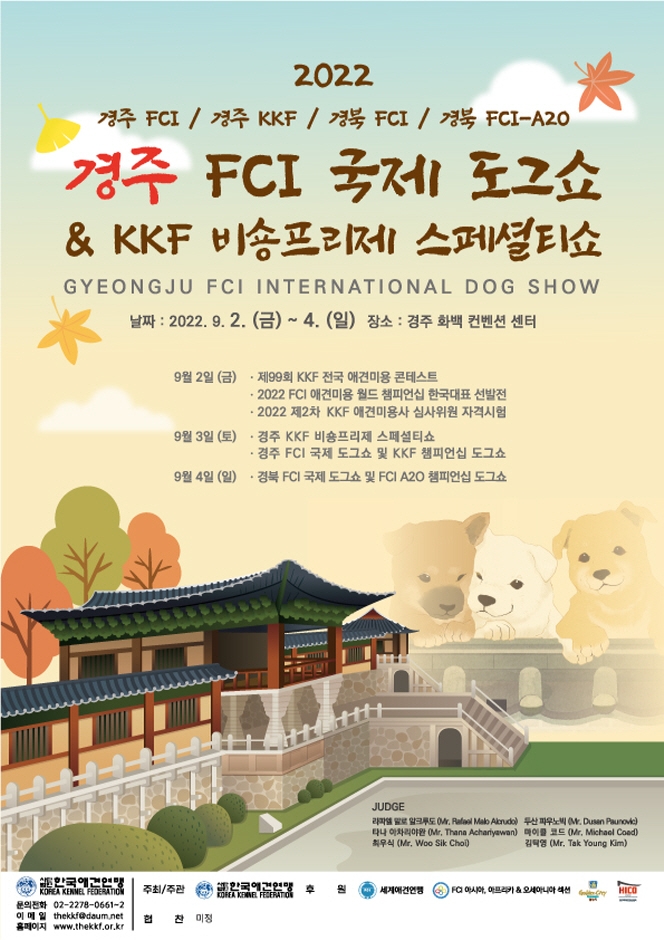 2022
경주 FCI / 경주 KKF / 경북 FCI / 경북 FCI-A20
경주 FCI 국제 도그쇼
& KKF 비숑프리제 스페셜티쇼
GYEONGJU FCI INTERNATIONAL DOG SHOW
날짜 : 2022. 9. 2. (금) ~ 4. (일) 장소 : 경주 화백 컨벤션 센터
9월 2일 (금) · 제99회 KKF 전국 애견미용 콘테스트
· 2022 FCI 애견미용 월드 챔피언십 한국대표 선발전
· 2022 제2차 KKF 애견미용사 심사위원 자격시험
9월 3일 (토) · 경주 KKF 비숑프리제 스페셜티쇼
· 경주 FCI 국제 도그쇼 및 KKF 챔피언십 도그쇼
9월 4일 (일) · 경북 FCI 국제 도그쇼 및 FCI A2O 챔피언십 도그쇼
JUDGE
라파엘 말로 알크루도 (Mr. Rafael Malo Alcrudo) 두산 파우노빅 (Mr. Dusan Paunovic)
타나 아차리야완 (Mr. Thana Achariyawan) 마이클 코드 (Mr. Michael Coad)
최우식 (Mr. Woo Sik Choi) 김탁영 (Mr. Tak Young Kim)
한국애견연맹
KOREA KENNEL FEDERATION
문의전화 02-2278-0661~2
이 메 일 thekkf@daum.net
홈페이지 www.thekkf.or.kr
주최/주관 한국애견연맹 KOREA KENNEL FEDERATION 후 원 세계애견연맹 FCI 아시아, 아프리카 & 오세아니아 섹션 Golden City HICO
협 찬 미정